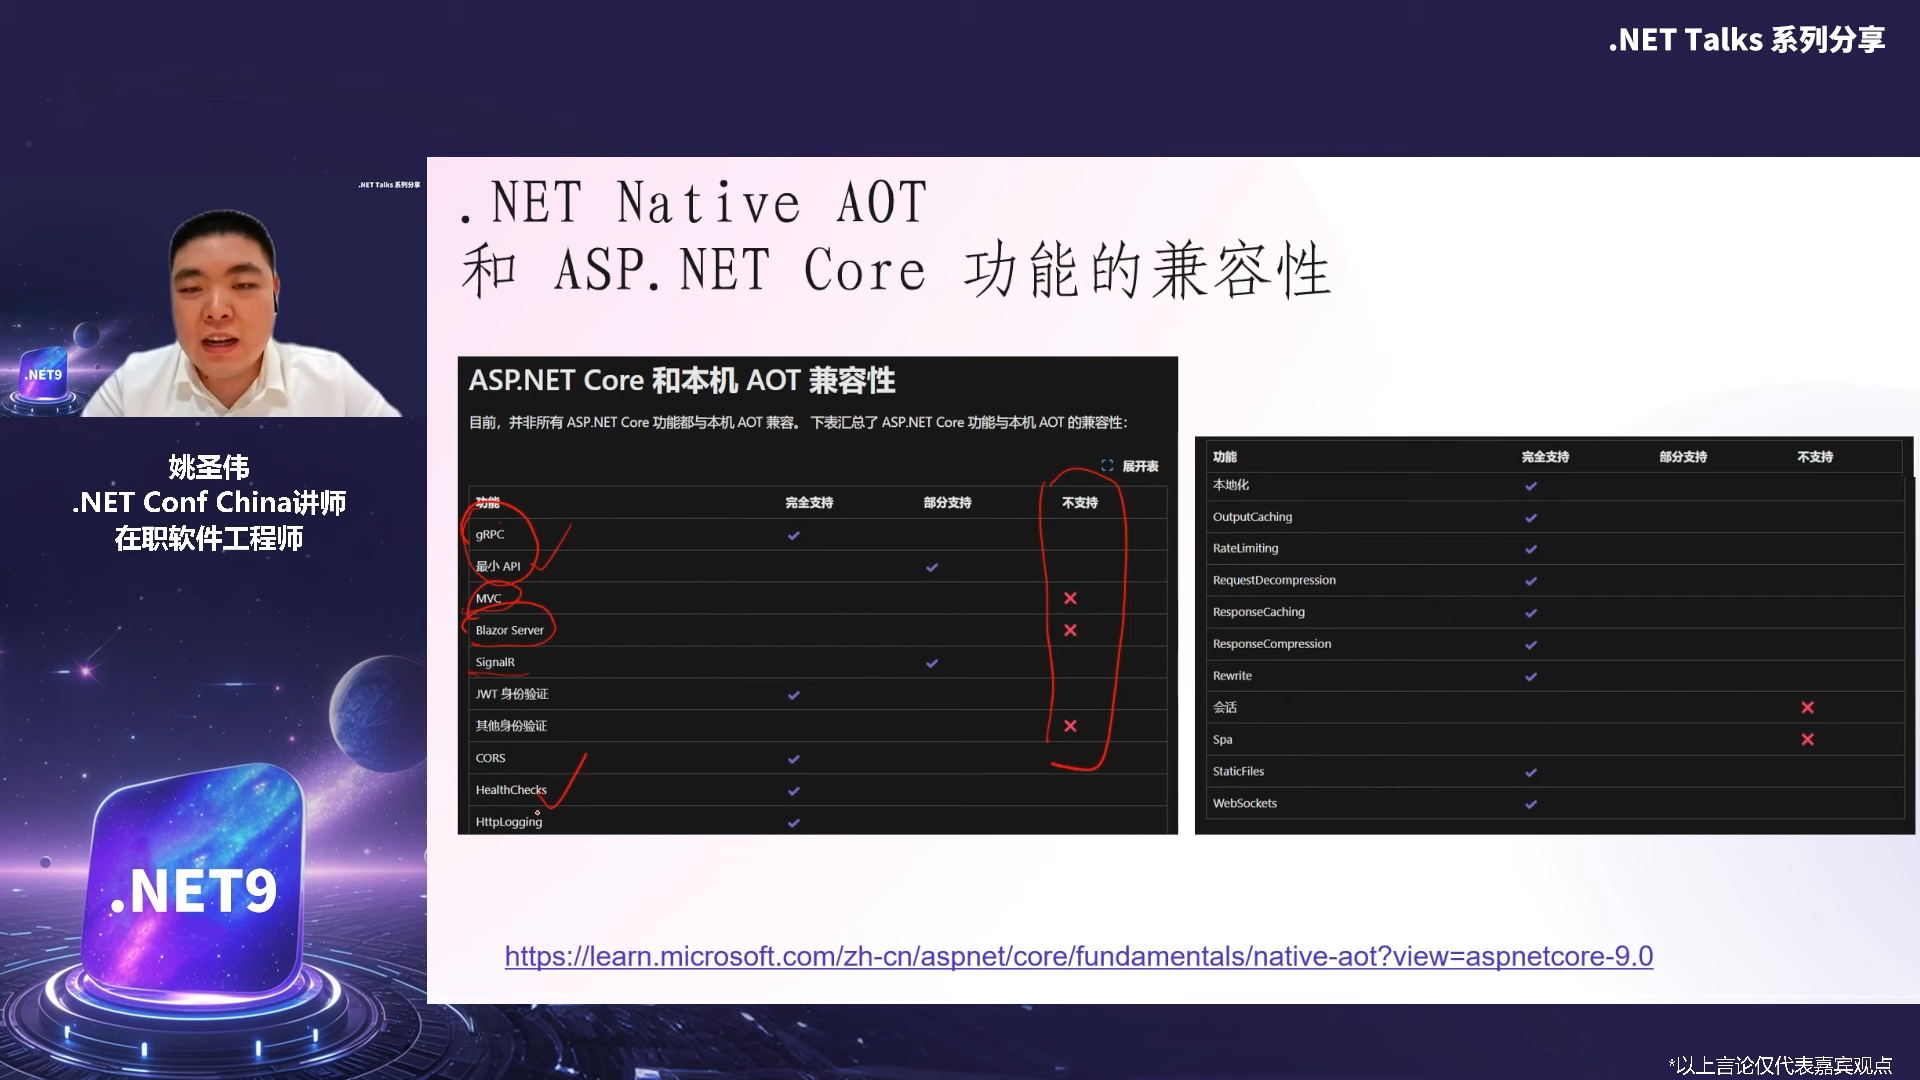 .NET Talks 系列分享
.NET Talks 系列分享
.NET9
姚圣伟
.NET Conf China讲师
在职软件工程师
.NET9
.NET Native AOT
和 ASP.NET Core 功能的兼容性
ASP.NET Core 和本机 AOT 兼容性
目前，并非所有 ASP.NET Core 功能都与本机 AOT 兼容。 下表汇总了 ASP.NET Core 功能与本机 AOT 的兼容性：
展开表
功能 完全支持 部分支持 不支持
gRPC
最小 API
MVC
Blazor Server
SignalR
JWT 身份验证
其他身份验证
CORS
HealthChecks
HttpLogging
功能 完全支持 部分支持 不支持
本地化
OutputCaching
RateLimiting
RequestDecompression
ResponseCaching
ResponseCompression
Rewrite
会话
Spa
StaticFiles
WebSockets
https://learn.microsoft.com/zh-cn/aspnet/core/fundamentals/native-aot?view=aspnetcore-9.0
*以上言论仅代表嘉宾观点